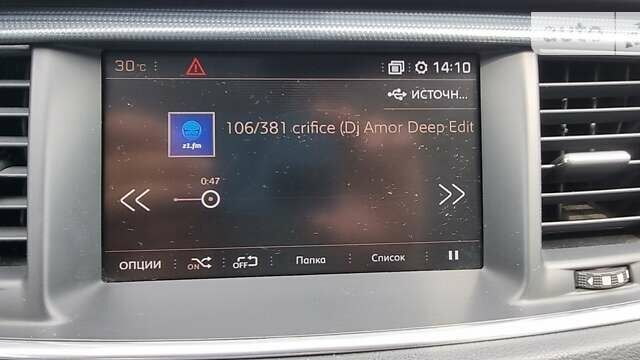 30°C
14:10
ИСТОЧН...
106/381 crifice (Dj Amor Deep Edit
z1.fm
0:47
ОПЦИИ ON OFF Папка Список